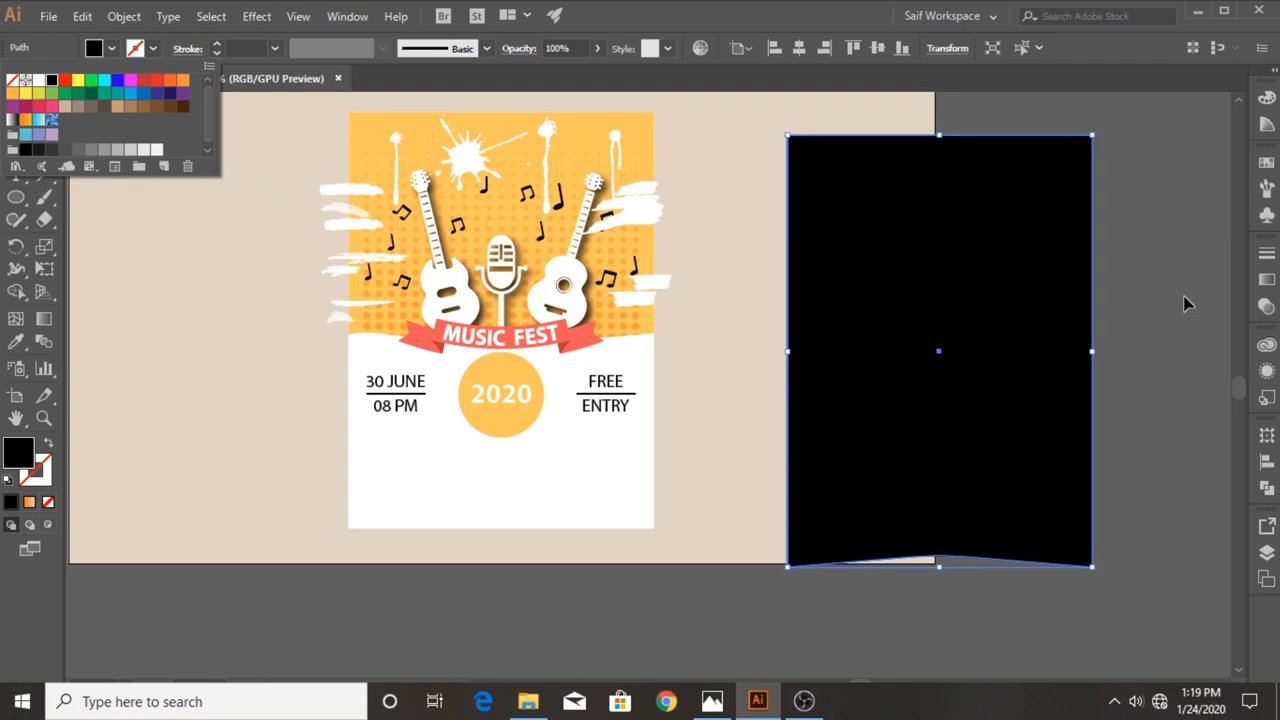 Ai File Edit Object Type Select Effect View Window Help Br St Saif Workspace Search Adobe Stock
Path Stroke: Basic Opacity: 100% Style: Transform
% (RGB/GPU Preview) ×
MUSIC FEST
30 JUNE
08 PM
2020
FREE
ENTRY
Type here to search
Ai
1:19 PM
1/24/2020